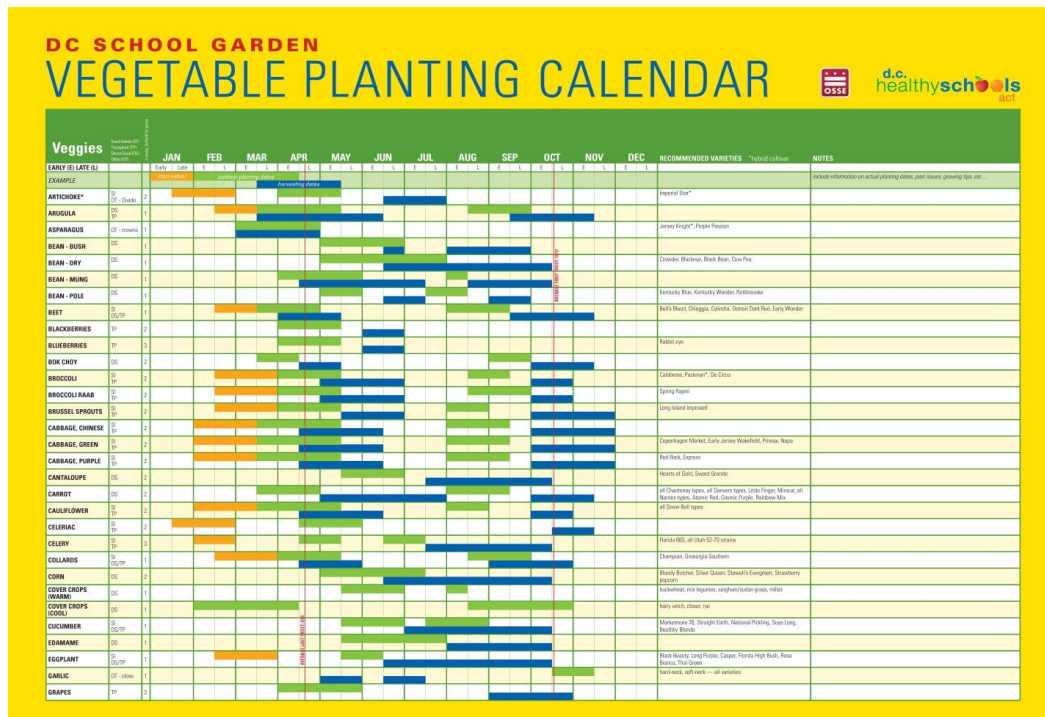 DC SCHOOL GARDEN
VEGETABLE PLANTING CALENDAR
OSSE
d.c.
healthyschools
act
Veggies
JAN FEB MAR APR MAY JUN JUL AUG SEP OCT NOV DEC RECOMMENDED VARIETIES *hybrid cultivar NOTES
EARLY (E) LATE (L) Early Late E L E L E L E L E L E L E L E L E L E L E L
EXAMPLE start indoor outdoor planting dates harvesting dates Include information on actual planting dates, pest issues, growing tips, etc...
ARTICHOKE* SI OT - Divide 2 Imperial Star*
ARUGULA DS TP 1
ASPARAGUS OT - crowns 1 Jersey Knight*, Purple Passion
BEAN - BUSH DS 1
BEAN - DRY DS 1 Crowder, Blackeye, Black Bean, Cow Pea
BEAN - MUNG DS 1
BEAN - POLE DS 1 Kentucky Blue, Kentucky Wonder, Rattlesnake
BEET SI DS/TP 1 Bull's Blood, Chioggia, Cylindra, Detroit Dark Red, Early Wonder
BLACKBERRIES TP 2
BLUEBERRIES TP 3 Rabbit eye
BOK CHOY DS 2
BROCCOLI SI TP 2 Calabrese, Packman*, De Cicco
BROCCOLI RAAB SI TP 2 Spring Rapini
BRUSSEL SPROUTS SI TP 2 Long Island Improved
CABBAGE, CHINESE SI TP 2
CABBAGE, GREEN SI TP 2 Copenhagen Market, Early Jersey Wakefield, Primax, Napa
CABBAGE, PURPLE SI TP 2 Red Rock, Express
CANTALOUPE DS 2 Hearts of Gold, Sweet Granite
CARROT DS 2 all Chantenay types, all Danvers types, Little Finger, Minicor, all
Nantes types, Atomic Red, Cosmic Purple, Rainbow Mix
CAULIFLOWER SI TP 2 all Snow Ball types
CELERIAC SI TP 2
CELERY SI TP 3 Florida 683, all Utah 52-70 strains
COLLARDS SI DS/TP 1 Champion, Groeorgia Southern
CORN DS 2 Bloody Butcher, Silver Queen, Stowell's Evergreen, Strawberry
popcorn
COVER CROPS
(WARM) DS 1 buckwheat, mix legumes, sorghum/sudan grass, millet
COVER CROPS
(COOL) DS 1 hairy vetch, clover, rye
CUCUMBER SI DS/TP 1 Marketmore 76, Straight Earth, National Pickling, Suyo Long,
Boothby Blonde
EDAMAME DS 1
EGGPLANT SI DS/TP 1 Black Beauty, Long Purple, Casper, Florida High Bush, Rosa
Bianca, Thai Green
GARLIC OT - clove 1 hard-neck, soft-neck — all varieties
GRAPES TP 3
AVERAGE LAST FROST 4/20
AVERAGE FIRST FROST